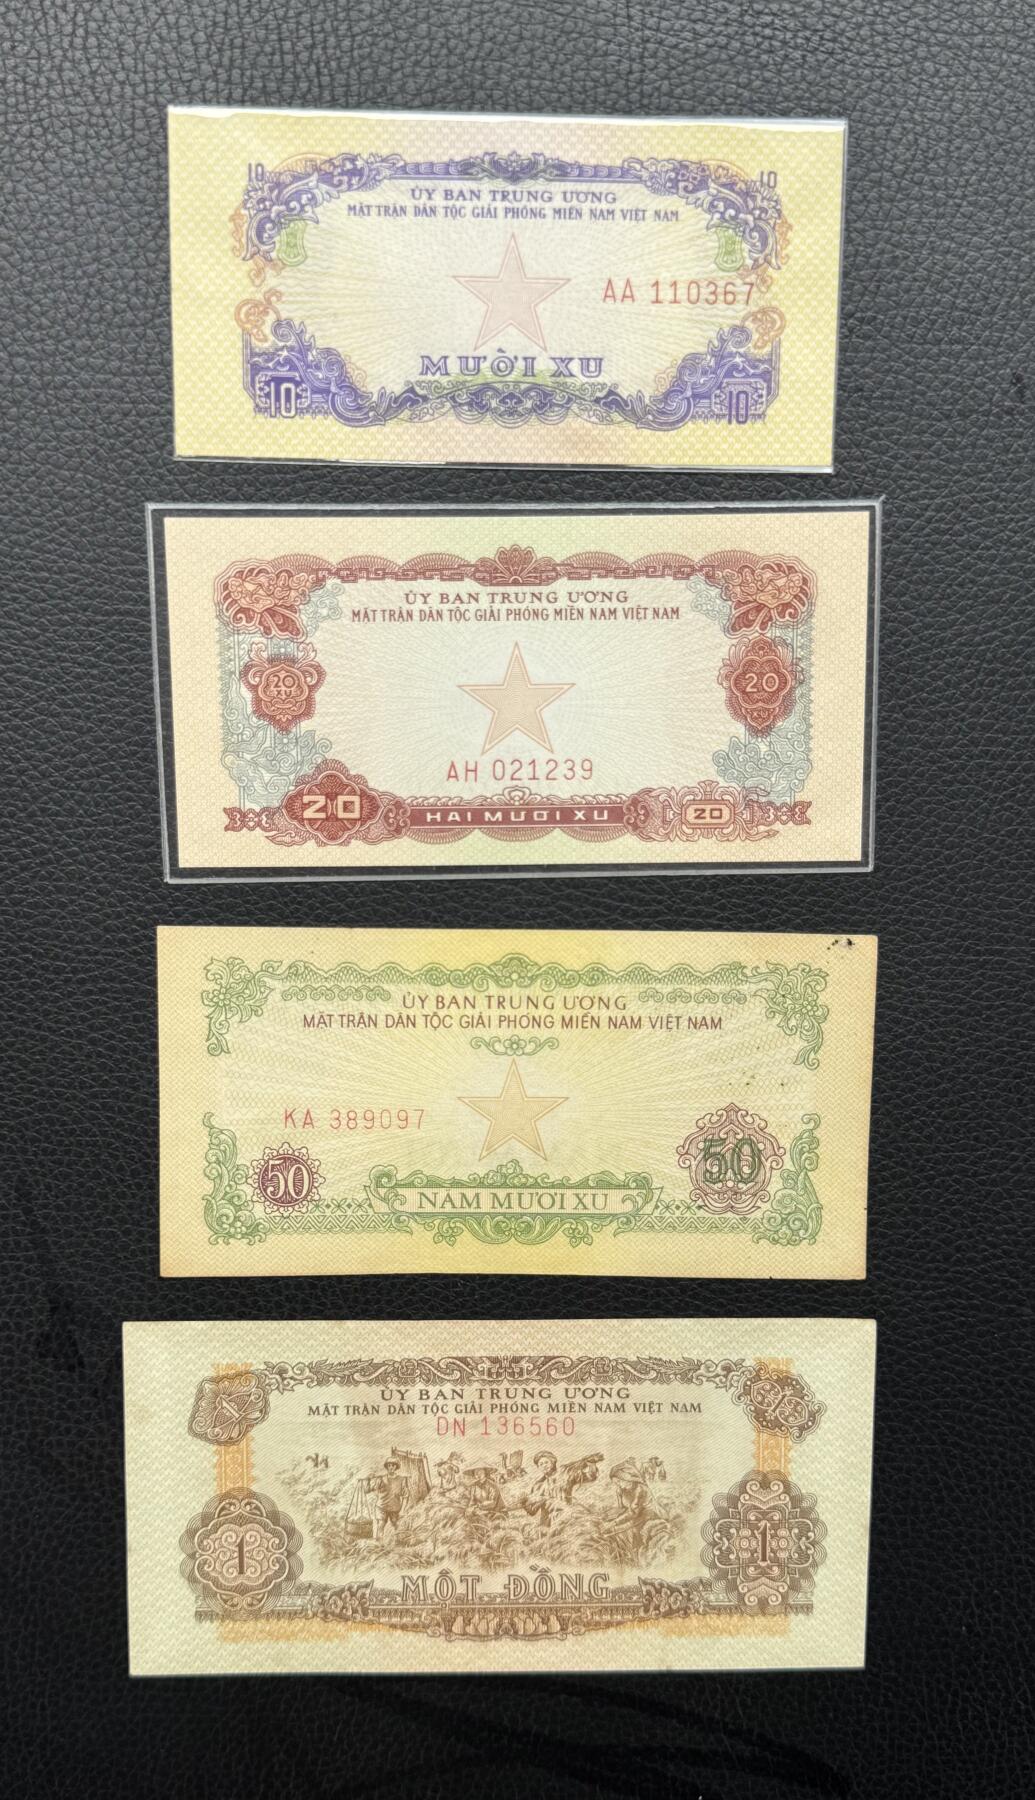 10 10
ỦY BAN TRUNG ƯƠNG
MẶT TRẬN DÂN TỘC GIẢI PHÓNG MIỀN NAM VIỆT NAM
AA 110367
MƯỜI XU
10 10
ỦY BAN TRUNG ƯƠNG
MẶT TRẬN DÂN TỘC GIẢI PHÓNG MIỀN NAM VIỆT NAM
20 XU 20 XU
AH 021239
20 HAI MƯƠI XU 20
ỦY BAN TRUNG ƯƠNG
MẶT TRẬN DÂN TỘC GIẢI PHÓNG MIỀN NAM VIỆT NAM
KA 389097
50 50
NĂM MƯƠI XU
ỦY BAN TRUNG ƯƠNG
MẶT TRẬN DÂN TỘC GIẢI PHÓNG MIỀN NAM VIỆT NAM
DN 136560
1 1
MỘT ĐỒNG